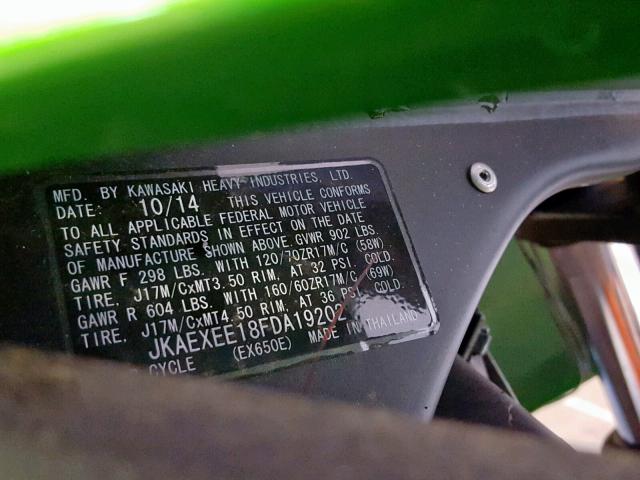 MFD. BY KAWASAKI HEAVY INDUSTRIES, LTD.
DATE: 10/14 THIS VEHICLE CONFORMS
TO ALL APPLICABLE FEDERAL MOTOR VEHICLE
SAFETY STANDARDS IN EFFECT ON THE DATE
OF MANUFACTURE SHOWN ABOVE. GVWR 902 LBS.
GAWR F 298 LBS. WITH 120/70ZR17M/C (58W)
TIRE, J17M/CxMT3.50 RIM, AT 32 PSI COLD.
GAWR R 604 LBS. WITH 160/60ZR17M/C (69W)
TIRE, J17M/CxMT4.50 RIM, AT 36 PSI COLD.
JKAEXEE18FDA19202
CYCLE (EX650E) MADE IN THAILAND